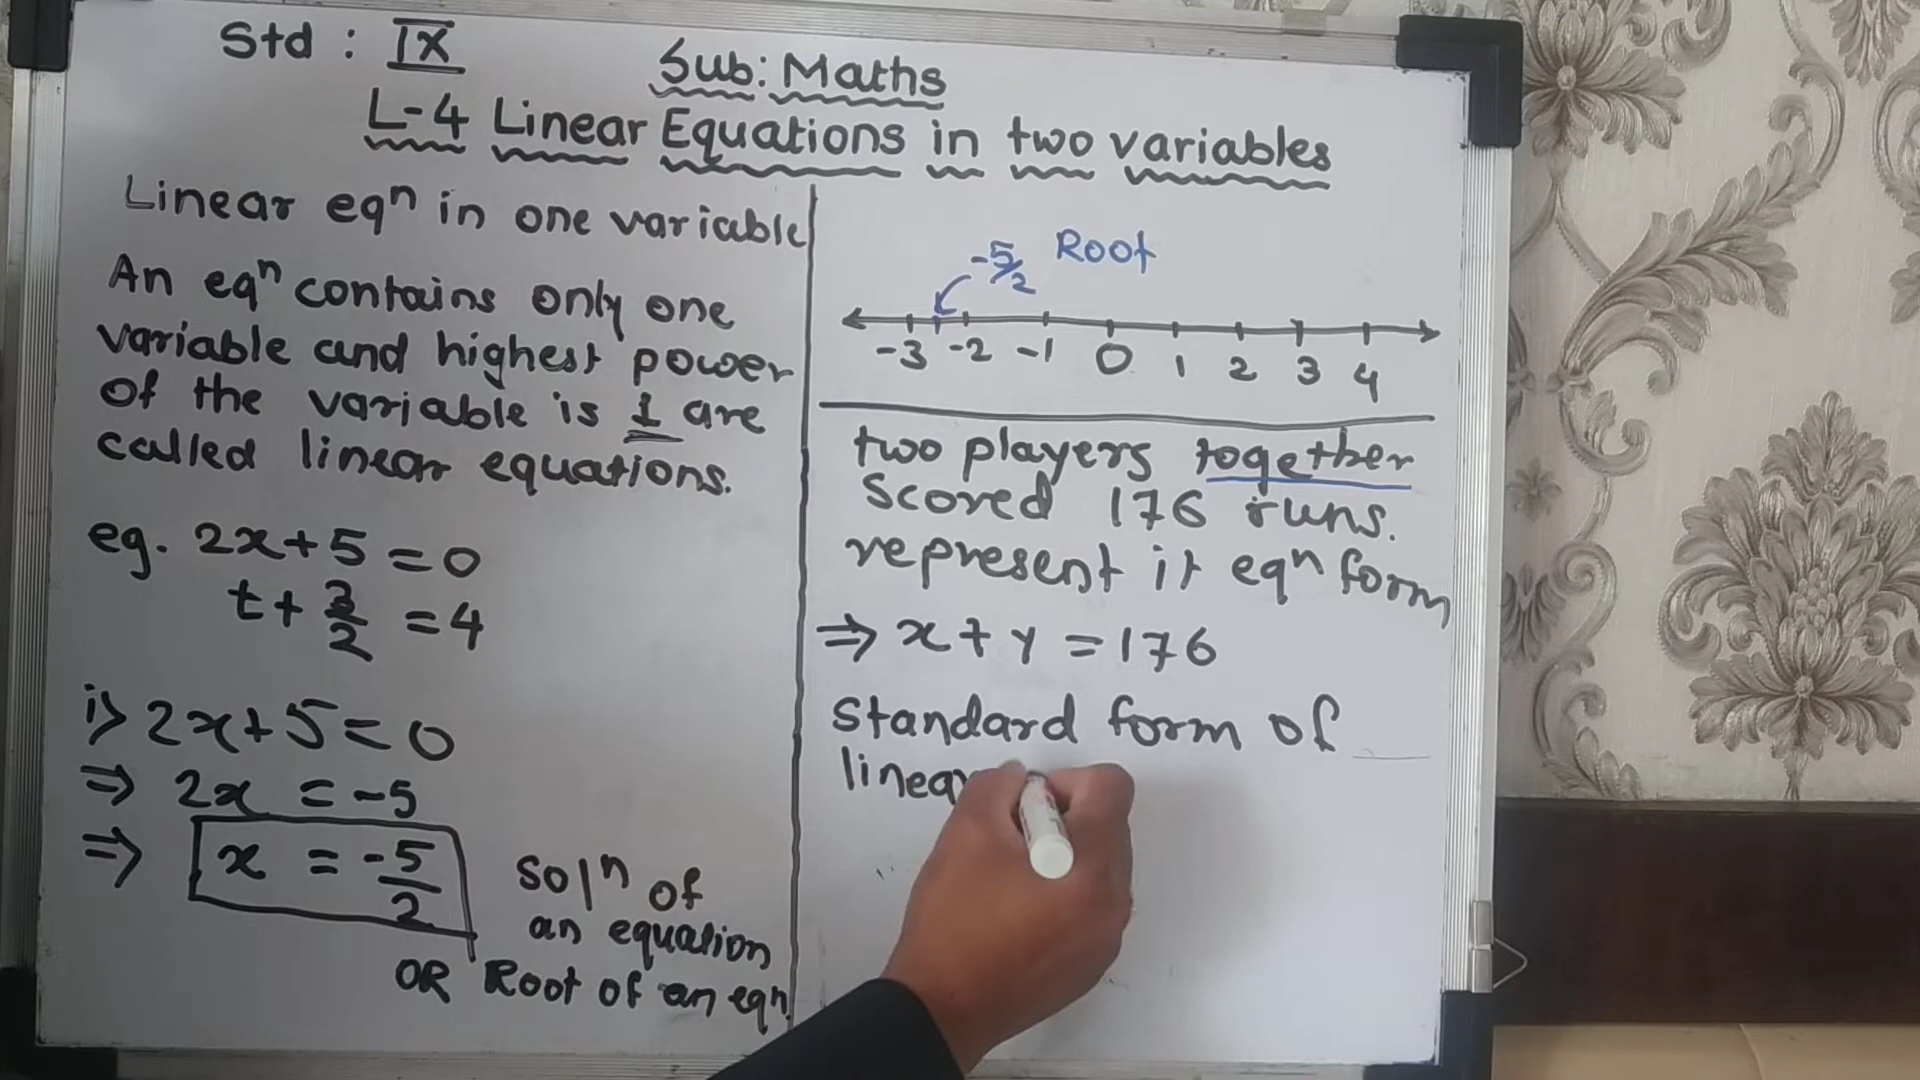 Std : IX
Sub: Maths
L-4 Linear Equations in two variables
Linear eqⁿ in one variable
An eqⁿ contains only one
variable and highest power
of the variable is 1 are
called linear equations.
eg. 2x+5=0
t+3/2=4
i> 2x+5=0
⇒ 2x = -5
⇒ x = -5/2
solⁿ of
an equation
OR Root of an eqⁿ.
-5/2 Root
-3 -2 -1 0 1 2 3 4
two players together
scored 176 runs.
represent it eqⁿ form
⇒ x + y = 176
standard form of
linear